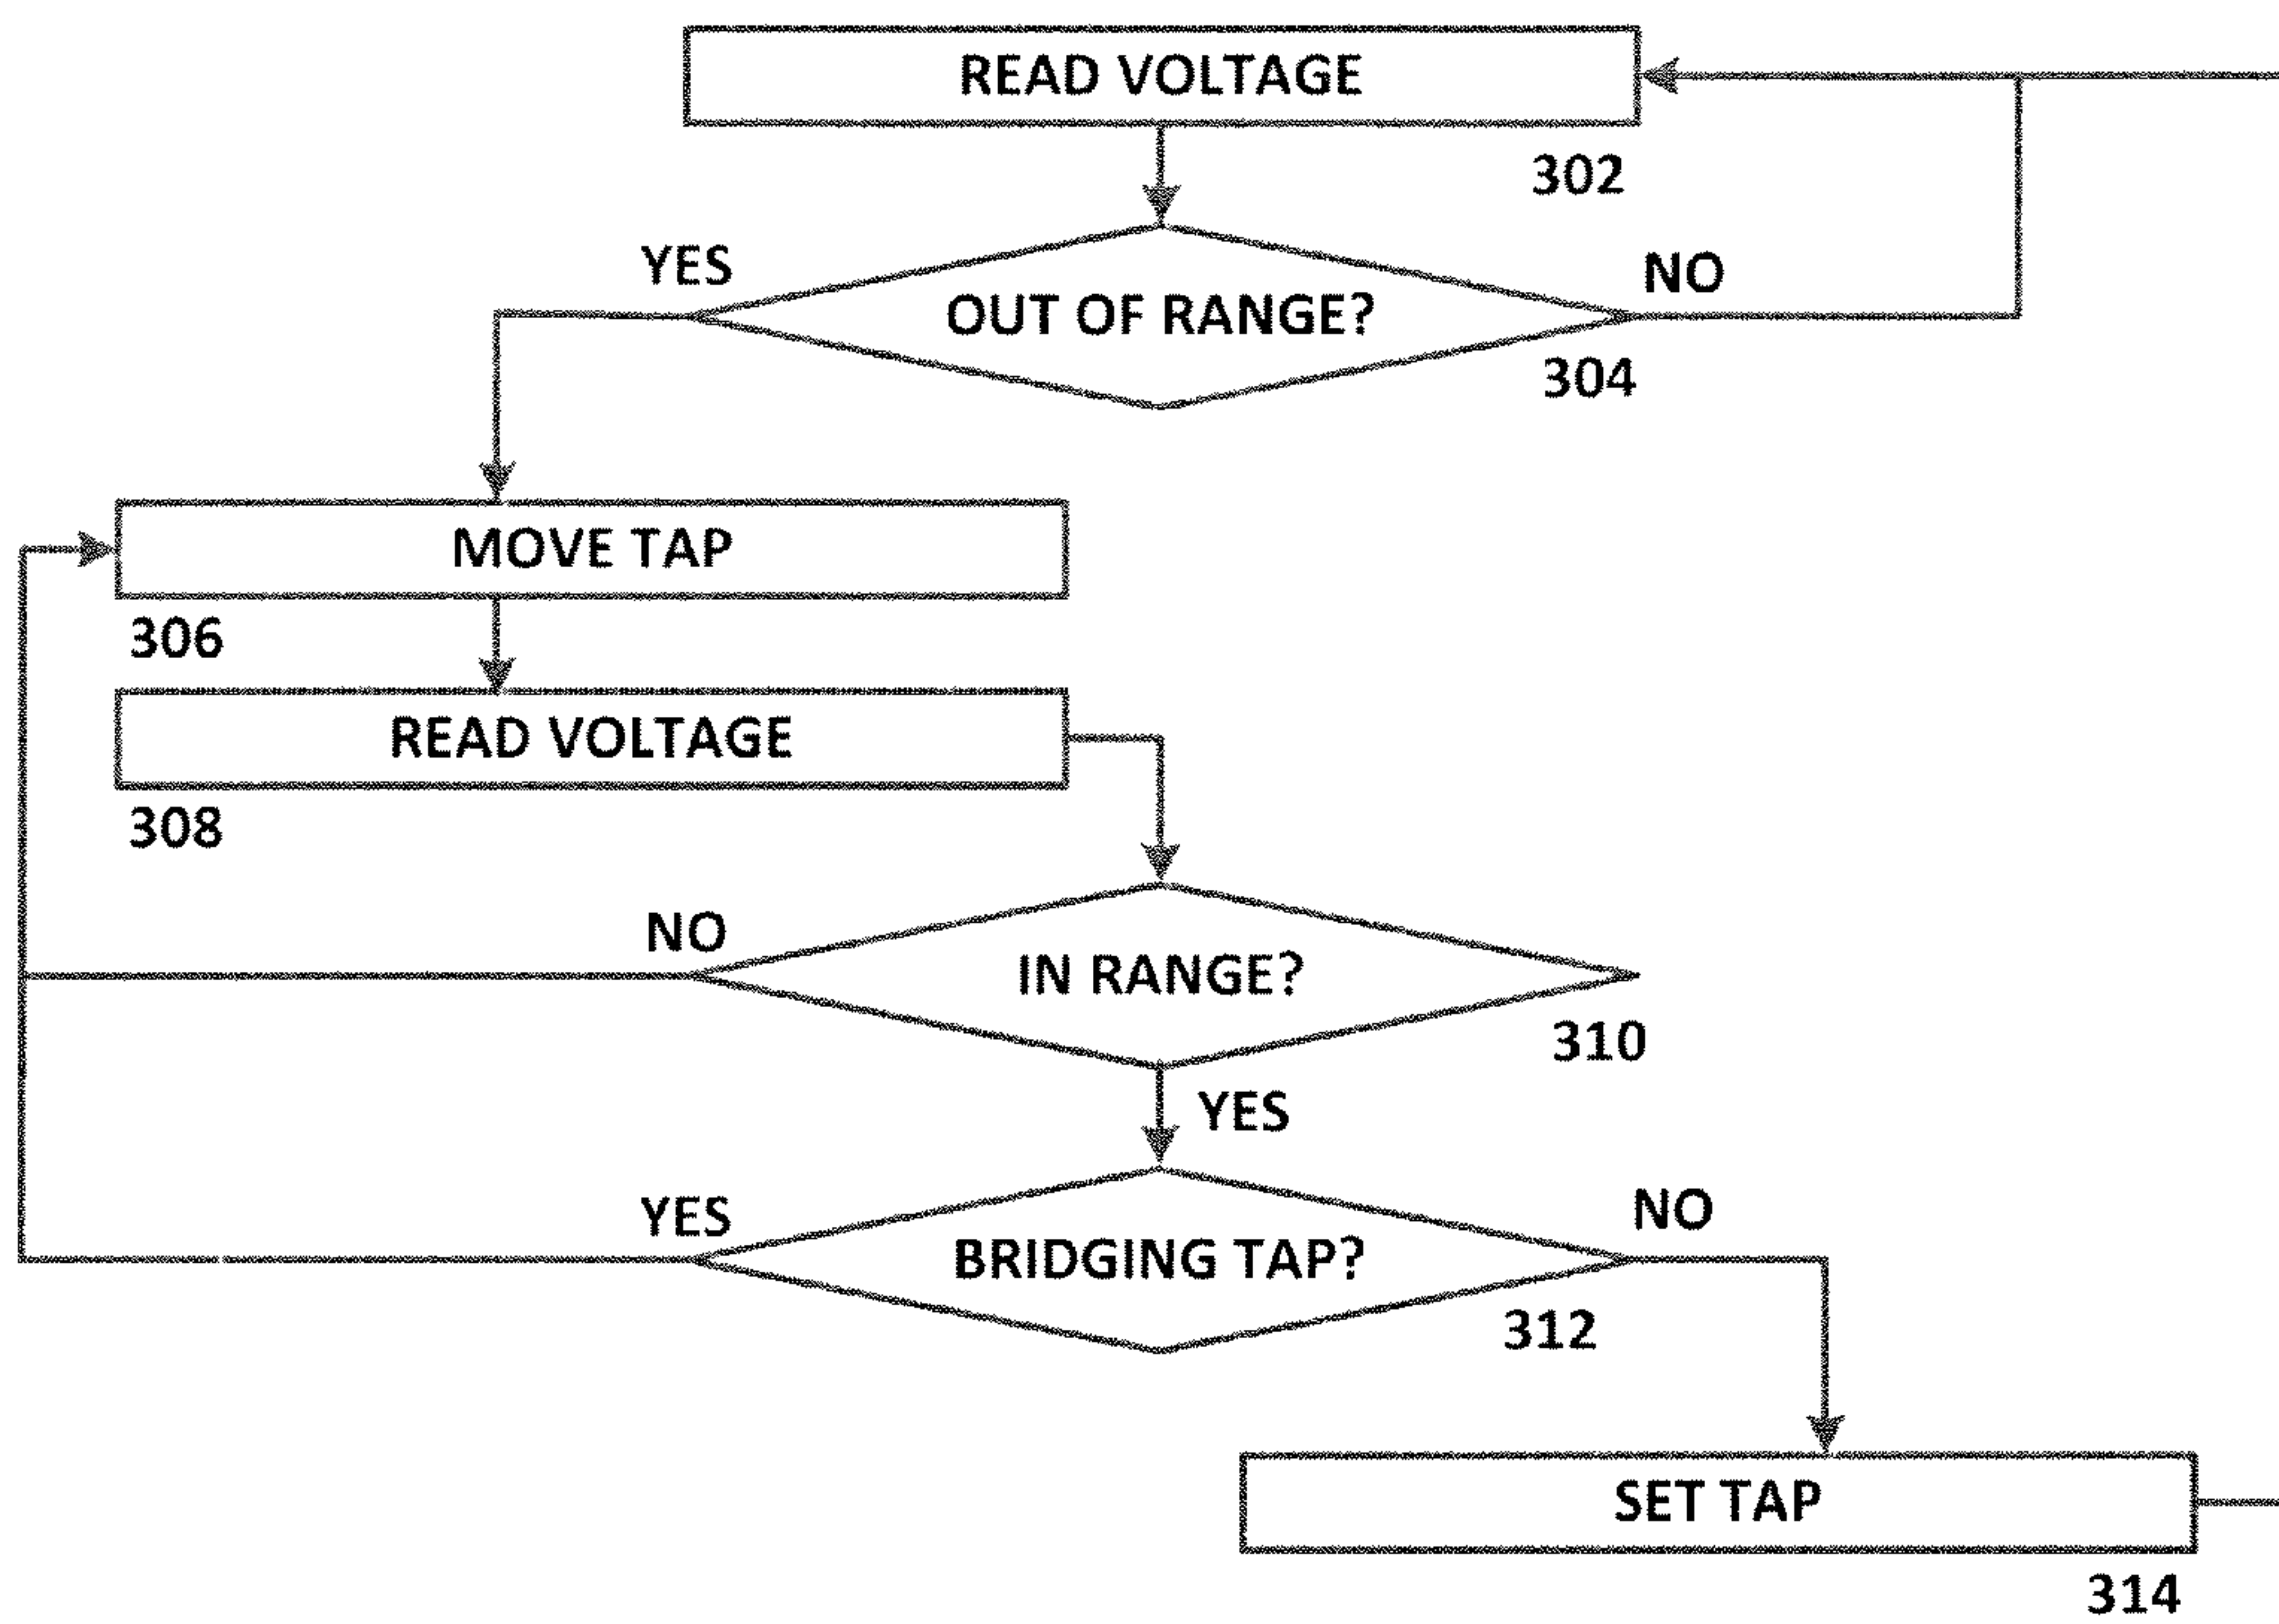 READ VOLTAGE
302
YES
NO
OUT OF RANGE?
304
MOVE TAP
306
READ VOLTAGE
308
NO
IN RANGE?
310
YES
YES
NO
BRIDGING TAP?
312
SET TAP
314